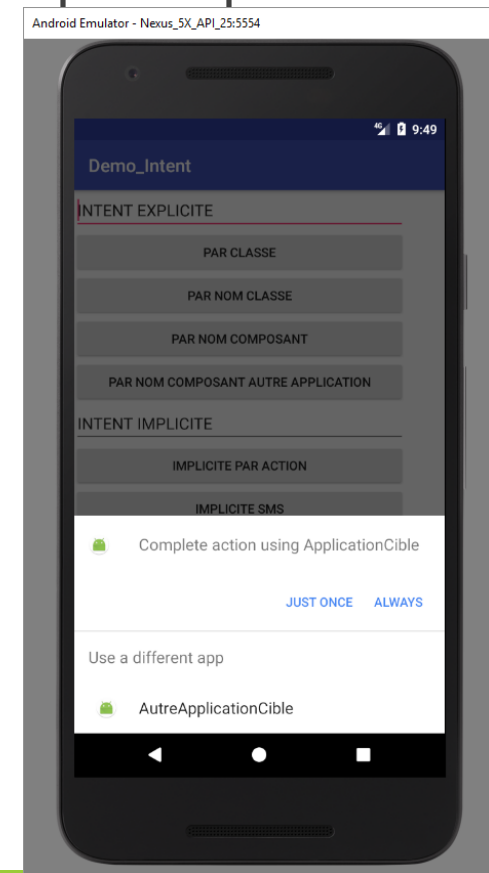 Android Emulator - Nexus_5X_API_25:5554
4G 9:49
Demo_Intent
INTENT EXPLICITE
PAR CLASSE
PAR NOM CLASSE
PAR NOM COMPOSANT
PAR NOM COMPOSANT AUTRE APPLICATION
INTENT IMPLICITE
IMPLICITE PAR ACTION
IMPLICITE SMS
Complete action using ApplicationCible
JUST ONCE ALWAYS
Use a different app
AutreApplicationCible